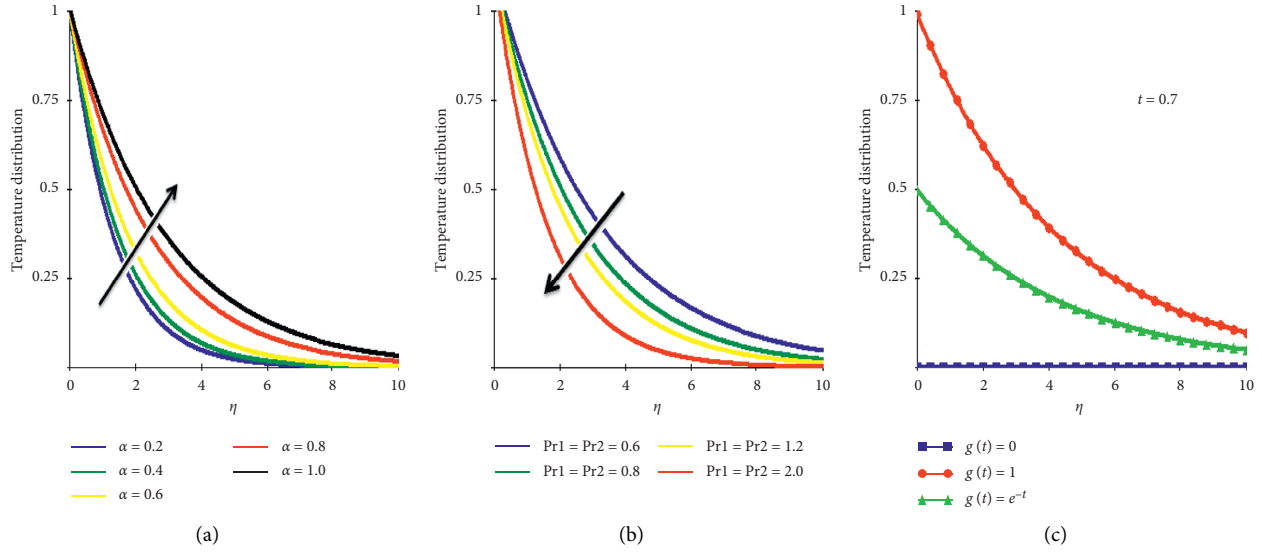 1
0.75
0.5
0.25
0 2 4 6 8 10
Temperature distribution
η
α = 0.2
α = 0.4
α = 0.6
α = 0.8
α = 1.0
(a)
1
0.75
0.5
0.25
0 2 4 6 8 10
Temperature distribution
η
Pr1 = Pr2 = 0.6
Pr1 = Pr2 = 0.8
Pr1 = Pr2 = 1.2
Pr1 = Pr2 = 2.0
(b)
1
0.75
0.5
0.25
0 2 4 6 8 10
Temperature distribution
t = 0.7
η
g (t) = 0
g (t) = 1
g (t) = e⁻ᵗ
(c)